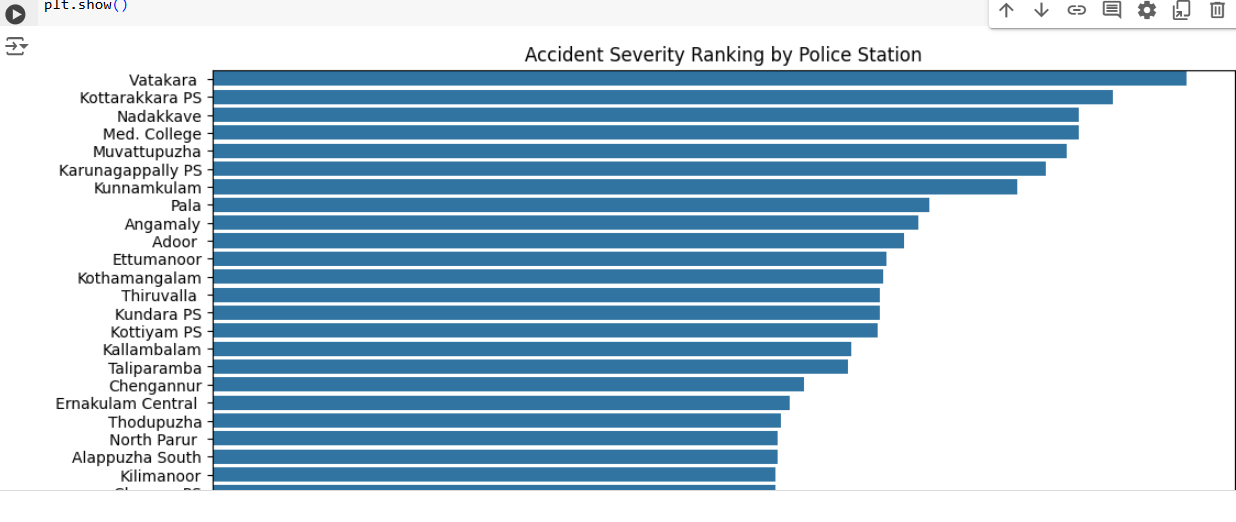 plt.show()
Accident Severity Ranking by Police Station
Vatakara
Kottarakkara PS
Nadakkave
Med. College
Muvattupuzha
Karunagappally PS
Kunnamkulam
Pala
Angamaly
Adoor
Ettumanoor
Kothamangalam
Thiruvalla
Kundara PS
Kottiyam PS
Kallambalam
Taliparamba
Chengannur
Ernakulam Central
Thodupuzha
North Parur
Alappuzha South
Kilimanoor
PS